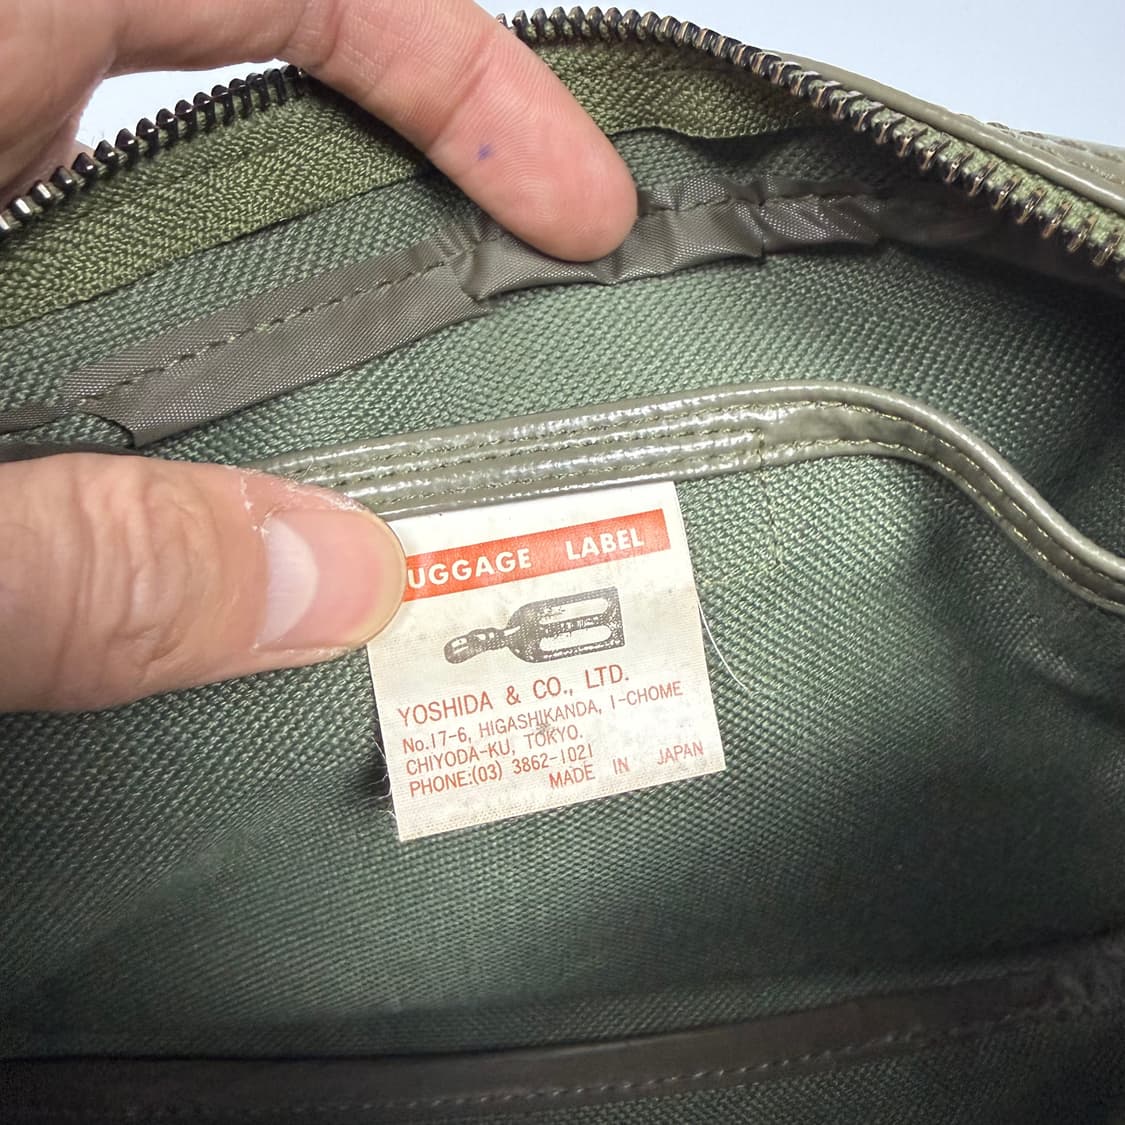 UGGAGE LABEL
YOSHIDA & CO., LTD.
No.17-6, HIGASHIKANDA, 1-CHOME
CHIYODA-KU, TOKYO.
PHONE:(03) 3862-1021
MADE IN JAPAN